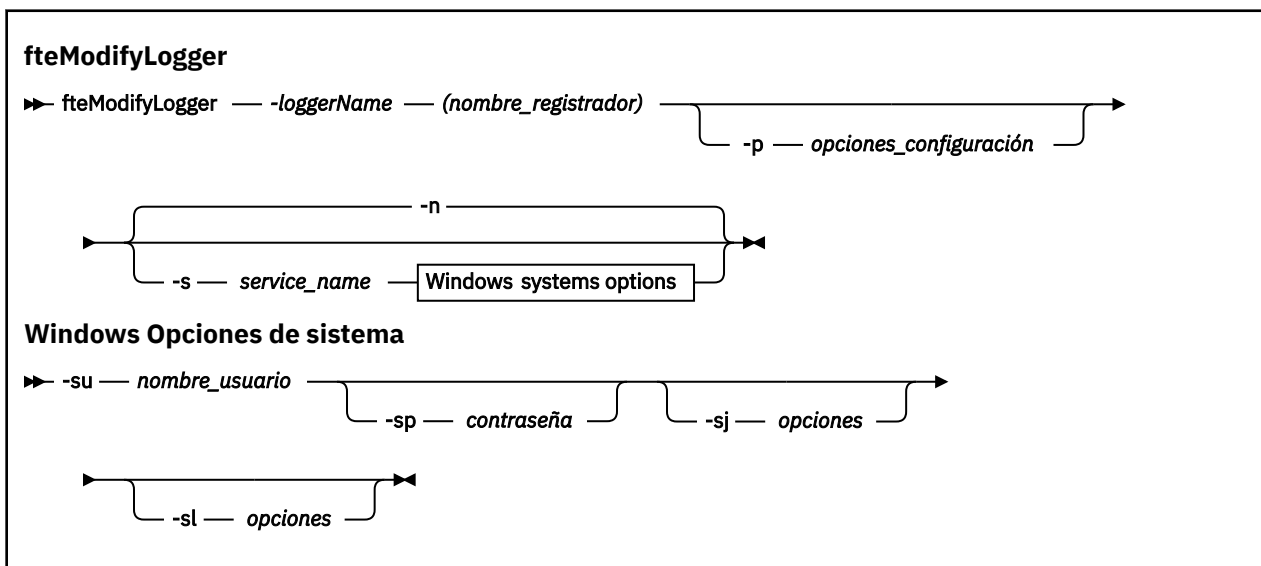 fteModifyLogger
fteModifyLogger -loggerName (nombre_registrador)
-p opciones_configuración
-n
-s service_name Windows systems options
Windows Opciones de sistema
-su nombre_usuario
-sp contraseña -sj opciones
-sl opciones